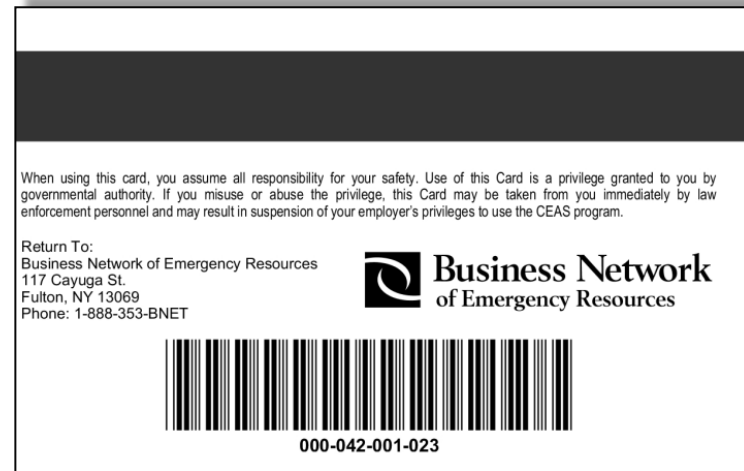 When using this card, you assume all responsibility for your safety. Use of this Card is a privilege granted to you by
governmental authority. If you misuse or abuse the privilege, this Card may be taken from you immediately by law
enforcement personnel and may result in suspension of your employer's privileges to use the CEAS program.
Return To:
Business Network of Emergency Resources
117 Cayuga St.
Fulton, NY 13069
Phone: 1-888-353-BNET
Business Network
of Emergency Resources
000-042-001-023